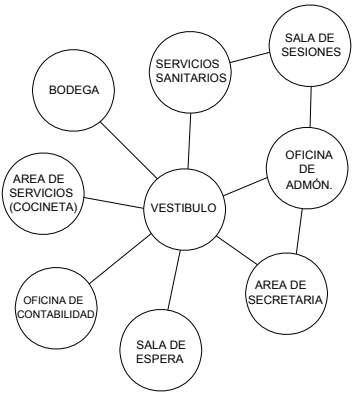 SALA DE
SESIONES
SERVICIOS
SANITARIOS
BODEGA
OFICINA
DE
ADMÓN.
AREA DE
SERVICIOS
(COCINETA)
VESTIBULO
AREA DE
SECRETARIA
OFICINA DE
CONTABILIDAD
SALA DE
ESPERA